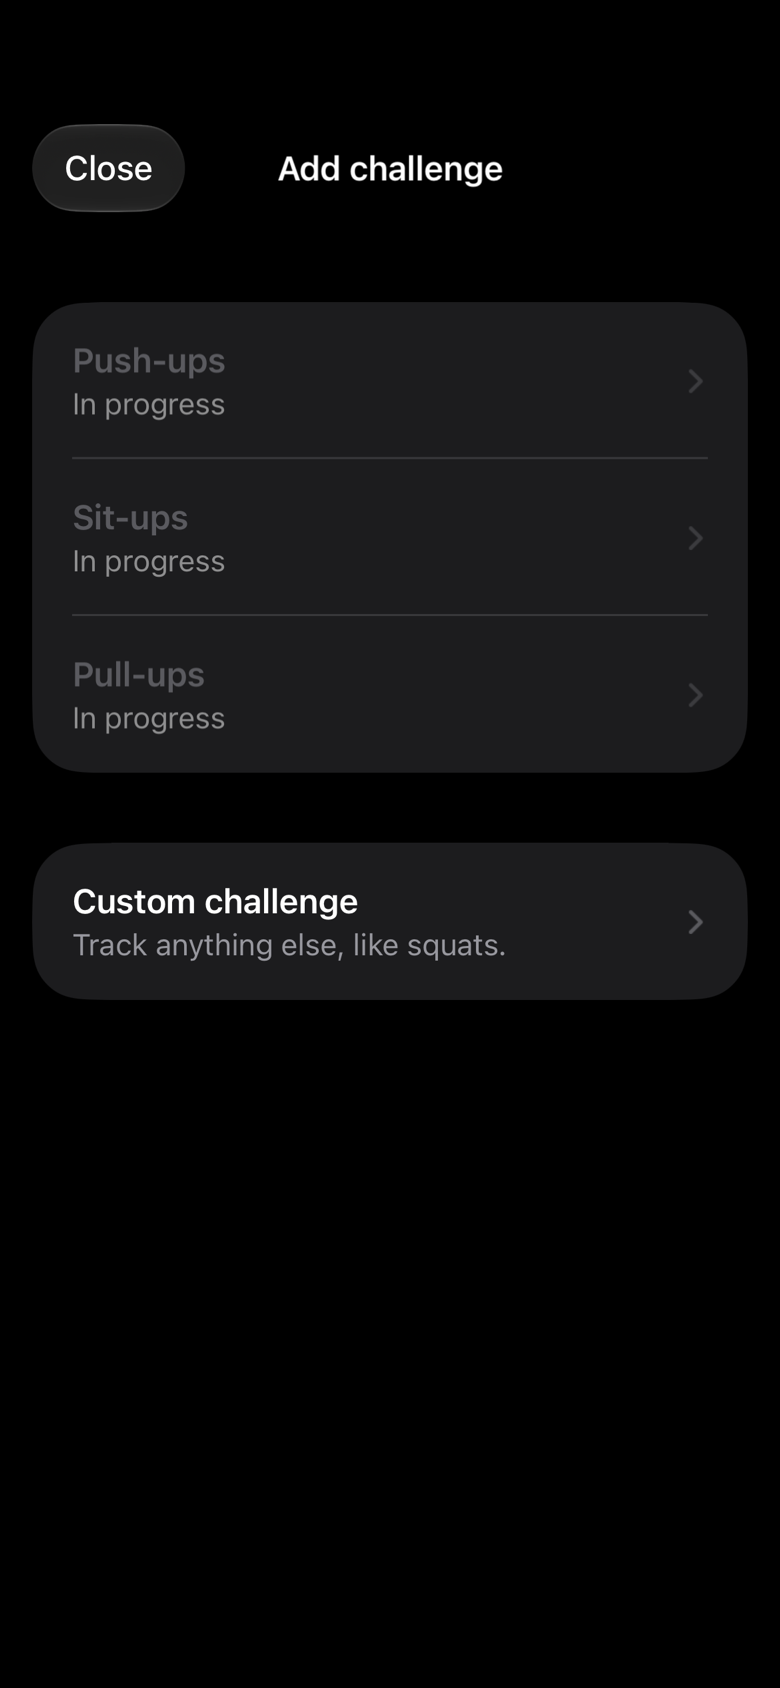 Close
Add challenge
Push-ups
In progress
Sit-ups
In progress
Pull-ups
In progress
Custom challenge
Track anything else, like squats.